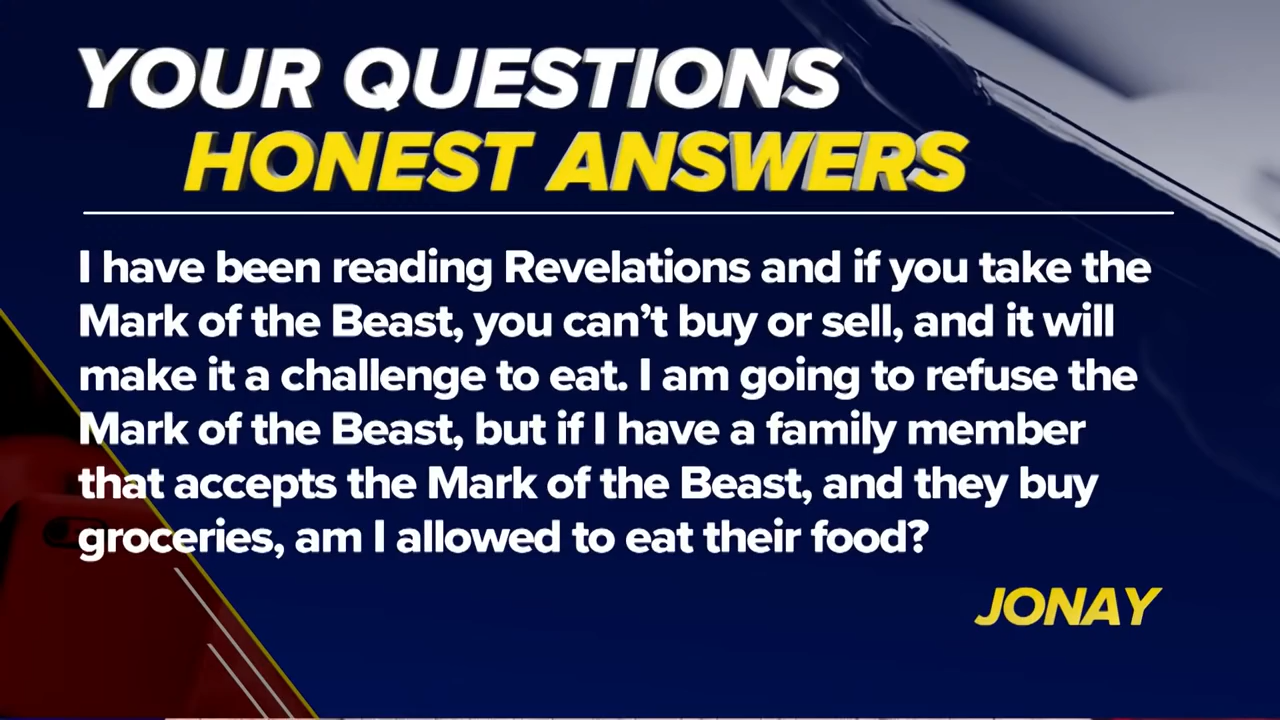 YOUR QUESTIONS
HONEST ANSWERS
I have been reading Revelations and if you take the
Mark of the Beast, you can’t buy or sell, and it will
make it a challenge to eat. I am going to refuse the
Mark of the Beast, but if I have a family member
that accepts the Mark of the Beast, and they buy
groceries, am I allowed to eat their food?
JONAY